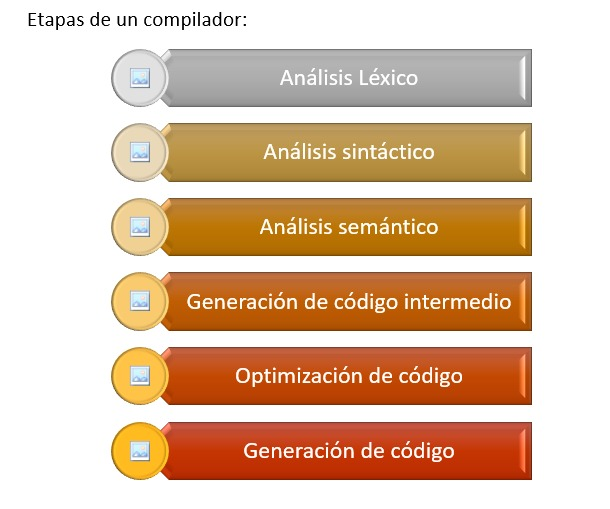 Etapas de un compilador:
Análisis Léxico
Análisis sintáctico
Análisis semántico
Generación de código intermedio
Optimización de código
Generación de código